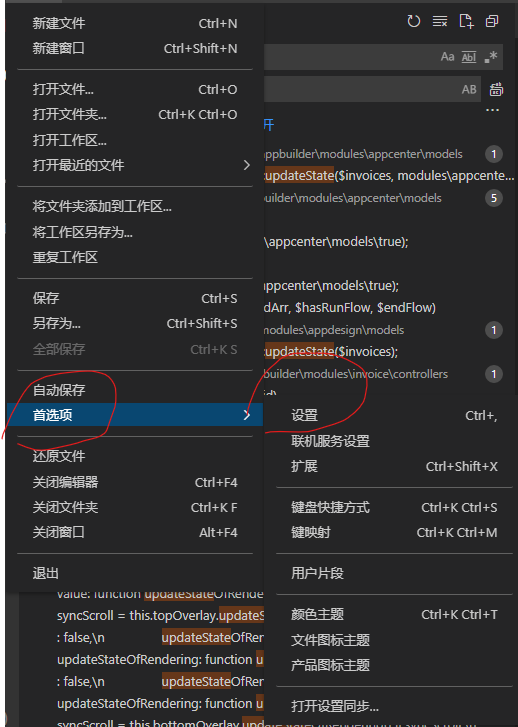 新建文件 Ctrl+N
新建窗口 Ctrl+Shift+N
打开文件... Ctrl+O
打开文件夹... Ctrl+K Ctrl+O
打开工作区...
打开最近的文件
将文件夹添加到工作区...
将工作区另存为...
重复工作区
保存 Ctrl+S
另存为... Ctrl+Shift+S
全部保存 Ctrl+K S
自动保存
首选项
还原文件
关闭编辑器 Ctrl+F4
关闭文件夹 Ctrl+K F
关闭窗口 Alt+F4
退出
Aa Abl .*
AB
...
开
appbuilder\modules\appcenter\models 1
:updateState($invoices, modules\appcente...
builder\modules\appcenter\models 5
\appcenter\models\true);
appcenter\models\true);
dArr, $hasRunFlow, $endFlow)
modules\appdesign\models 1
:updateState($invoices);
builder\modules\invoice\controllers 1
设置 Ctrl+,
联机服务设置
扩展 Ctrl+Shift+X
键盘快捷方式 Ctrl+K Ctrl+S
键映射 Ctrl+K Ctrl+M
用户片段
颜色主题 Ctrl+K Ctrl+T
文件图标主题
产品图标主题
打开设置同步...
value: function updateStateOfRende
syncScroll = this.topOverlay.updateS
: false,\n updateStateOfRen
updateStateOfRendering: function u
: false,\n updateStateOfRen
updateStateOfRendering: function u